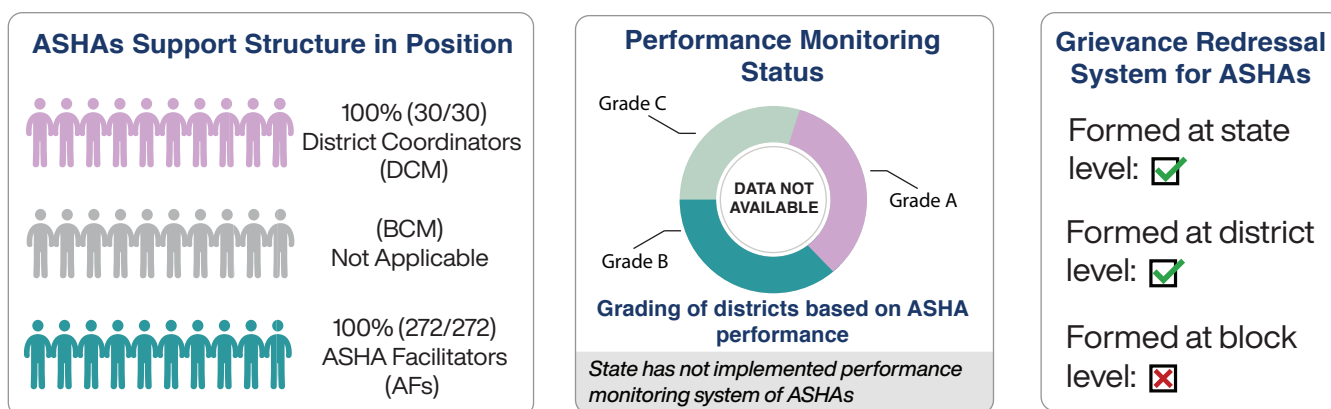 ASHAs Support Structure in Position
100% (30/30)
District Coordinators
(DCM)
(BCM)
Not Applicable
100% (272/272)
ASHA Facilitators
(AFs)
Performance Monitoring
Status
Grade C
DATA NOT
AVAILABLE
Grade A
Grade B
Grading of districts based on ASHA
performance
State has not implemented performance
monitoring system of ASHAs
Grievance Redressal
System for ASHAs
Formed at state
level:
Formed at district
level:
Formed at block
level: